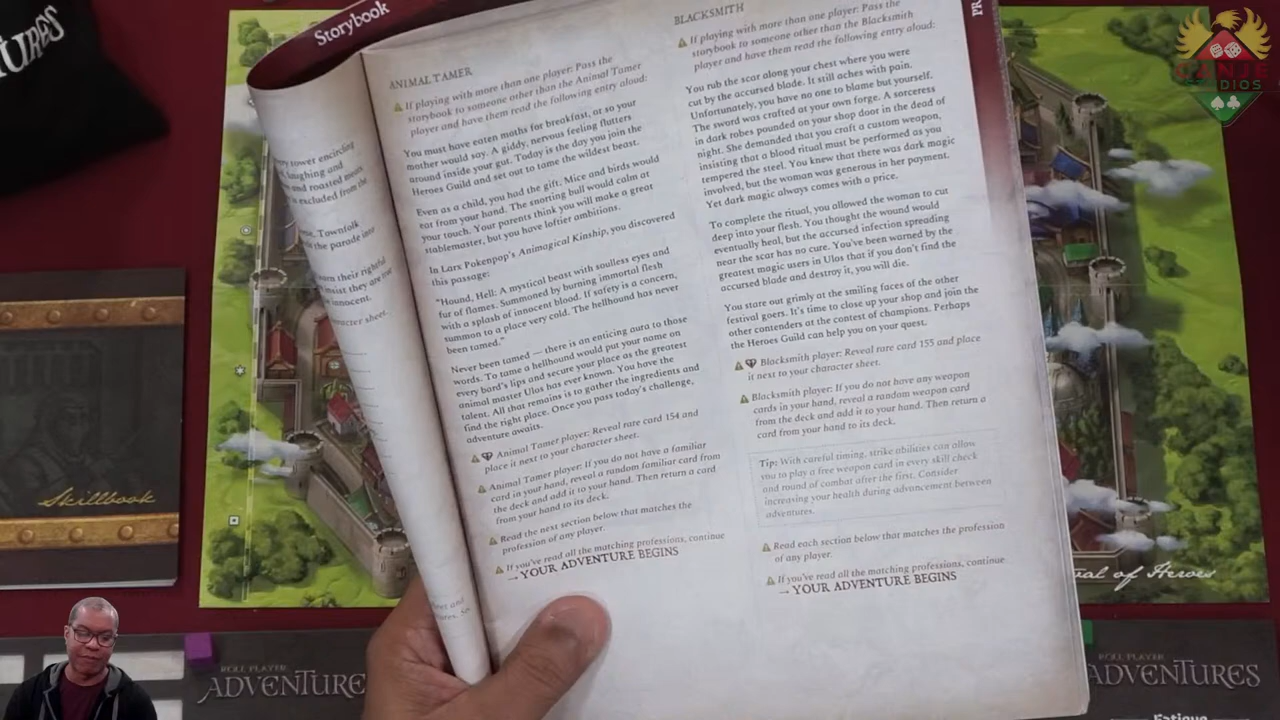 TURES
Storybook
very tower encircling
laughing and
and roasted meats
excluded from the
Townfolk
the parade into
their rightful
insist they are true
innocent.
character sheet.
ANIMAL TAMER
If playing with more than one player: Pass the
storybook to someone other than the Animal Tamer
player and have them read the following entry aloud:
You must have eaten moths for breakfast, or so your
mother would say. A giddy, nervous feeling flutters
around inside your gut. Today is the day you join the
Heroes Guild and set out to tame the wildest beast.
Even as a child, you had the gift. Mice and birds would
eat from your hand. The snorting bull would calm at
your touch. Your parents think you will make a great
stablemaster, but you have loftier ambitions.
In Larx Pokenpop's Animagical Kinship, you discovered
this passage:
"Hound, Hell: A mystical beast with soulless eyes and
fur of flames. Summoned by burning immortal flesh
with a splash of innocent blood. If safety is a concern,
summon to a place very cold. The hellhound has never
been tamed."
Never been tamed — there is an enticing aura to those
words. To tame a hellhound would put your name on
every bard's lips and secure your place as the greatest
animal master Ulos has ever known. You have the
talent. All that remains is to gather the ingredients and
find the right place. Once you pass today's challenge,
adventure awaits.
Animal Tamer player: Reveal rare card 154 and
place it next to your character sheet.
Animal Tamer player: If you do not have a familiar
card in your hand, reveal a random familiar card from
the deck and add it to your hand. Then return a card
from your hand to its deck.
Read the next section below that matches the
profession of any player.
If you've read all the matching professions, continue
→ YOUR ADVENTURE BEGINS
BLACKSMITH
If playing with more than one player: Pass the
storybook to someone other than the Blacksmith
player and have them read the following entry aloud:
You rub the scar along your chest where you were
cut by the accursed blade. It still aches with pain.
Unfortunately, you have no one to blame but yourself.
The sword was crafted at your own forge. A sorceress
in dark robes pounded on your shop door in the dead of
night. She demanded that you craft a custom weapon,
insisting that a blood ritual must be performed as you
tempered the steel. You knew that there was dark magic
involved, but the woman was generous in her payment.
Yet dark magic always comes with a price.
To complete the ritual, you allowed the woman to cut
deep into your flesh. You thought the wound would
eventually heal, but the accursed infection spreading
near the scar has no cure. You've been warned by the
greatest magic users in Ulos that if you don't find the
accursed blade and destroy it, you will die.
You stare out grimly at the smiling faces of the other
festival goers. It's time to close up your shop and join the
other contenders at the contest of champions. Perhaps
the Heroes Guild can help you on your quest.
Blacksmith player: Reveal rare card 155 and place
it next to your character sheet.
Blacksmith player: If you do not have any weapon
cards in your hand, reveal a random weapon card
from the deck and add it to your hand. Then return a
card from your hand to its deck.
Tip: With careful timing, strike abilities can allow
you to play a free weapon card in every skill check
and round of combat after the first. Consider
increasing your health during advancement between
adventures.
Read each section below that matches the profession
of any player.
If you've read all the matching professions, continue
→ YOUR ADVENTURE BEGINS
PR
Skillbook
val of Heroes
ROLL PLAYER
ADVENTURES
ROLL PLAYER
ADVENTURES
Fatigue